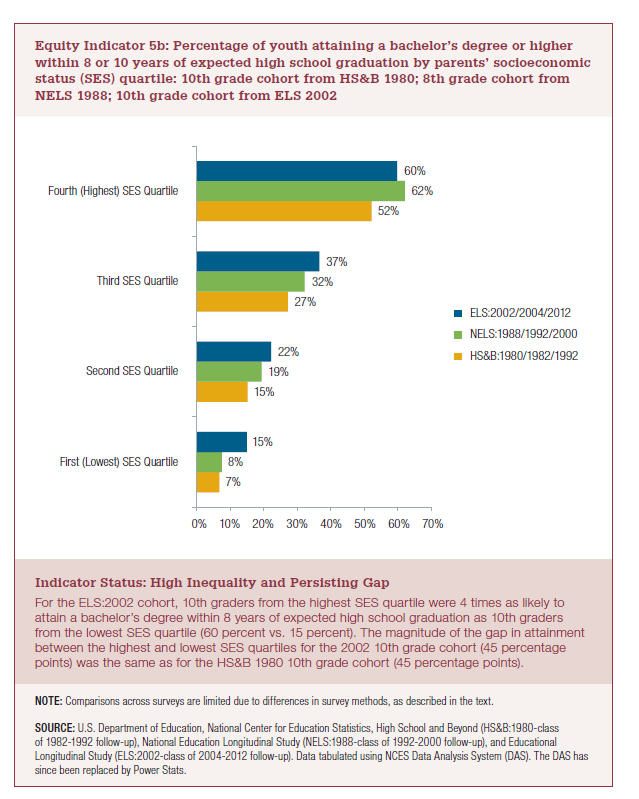 Equity Indicator 5b: Percentage of youth attaining a bachelor's degree or higher
within 8 or 10 years of expected high school graduation by parents' socioeconomic
status (SES) quartile: 10th grade cohort from HS&B 1980; 8th grade cohort from
NELS 1988; 10th grade cohort from ELS 2002
Fourth (Highest) SES Quartile
60%
62%
52%
Third SES Quartile
37%
32%
27%
Second SES Quartile
22%
19%
15%
First (Lowest) SES Quartile
15%
8%
7%
0% 10% 20% 30% 40% 50% 60% 70%
ELS:2002/2004/2012
NELS:1988/1992/2000
HS&B:1980/1982/1992
Indicator Status: High Inequality and Persisting Gap
For the ELS:2002 cohort, 10th graders from the highest SES quartile were 4 times as likely to
attain a bachelor's degree within 8 years of expected high school graduation as 10th graders
from the lowest SES quartile (60 percent vs. 15 percent). The magnitude of the gap in attainment
between the highest and lowest SES quartiles for the 2002 10th grade cohort (45 percentage
points) was the same as for the HS&B 1980 10th grade cohort (45 percentage points).
NOTE: Comparisons across surveys are limited due to differences in survey methods, as described in the text.
SOURCE: U.S. Department of Education, National Center for Education Statistics, High School and Beyond (HS&B:1980-class
of 1982-1992 follow-up), National Education Longitudinal Study (NELS:1988-class of 1992-2000 follow-up), and Educational
Longitudinal Study (ELS:2002-class of 2004-2012 follow-up). Data tabulated using NCES Data Analysis System (DAS). The DAS has
since been replaced by Power Stats.